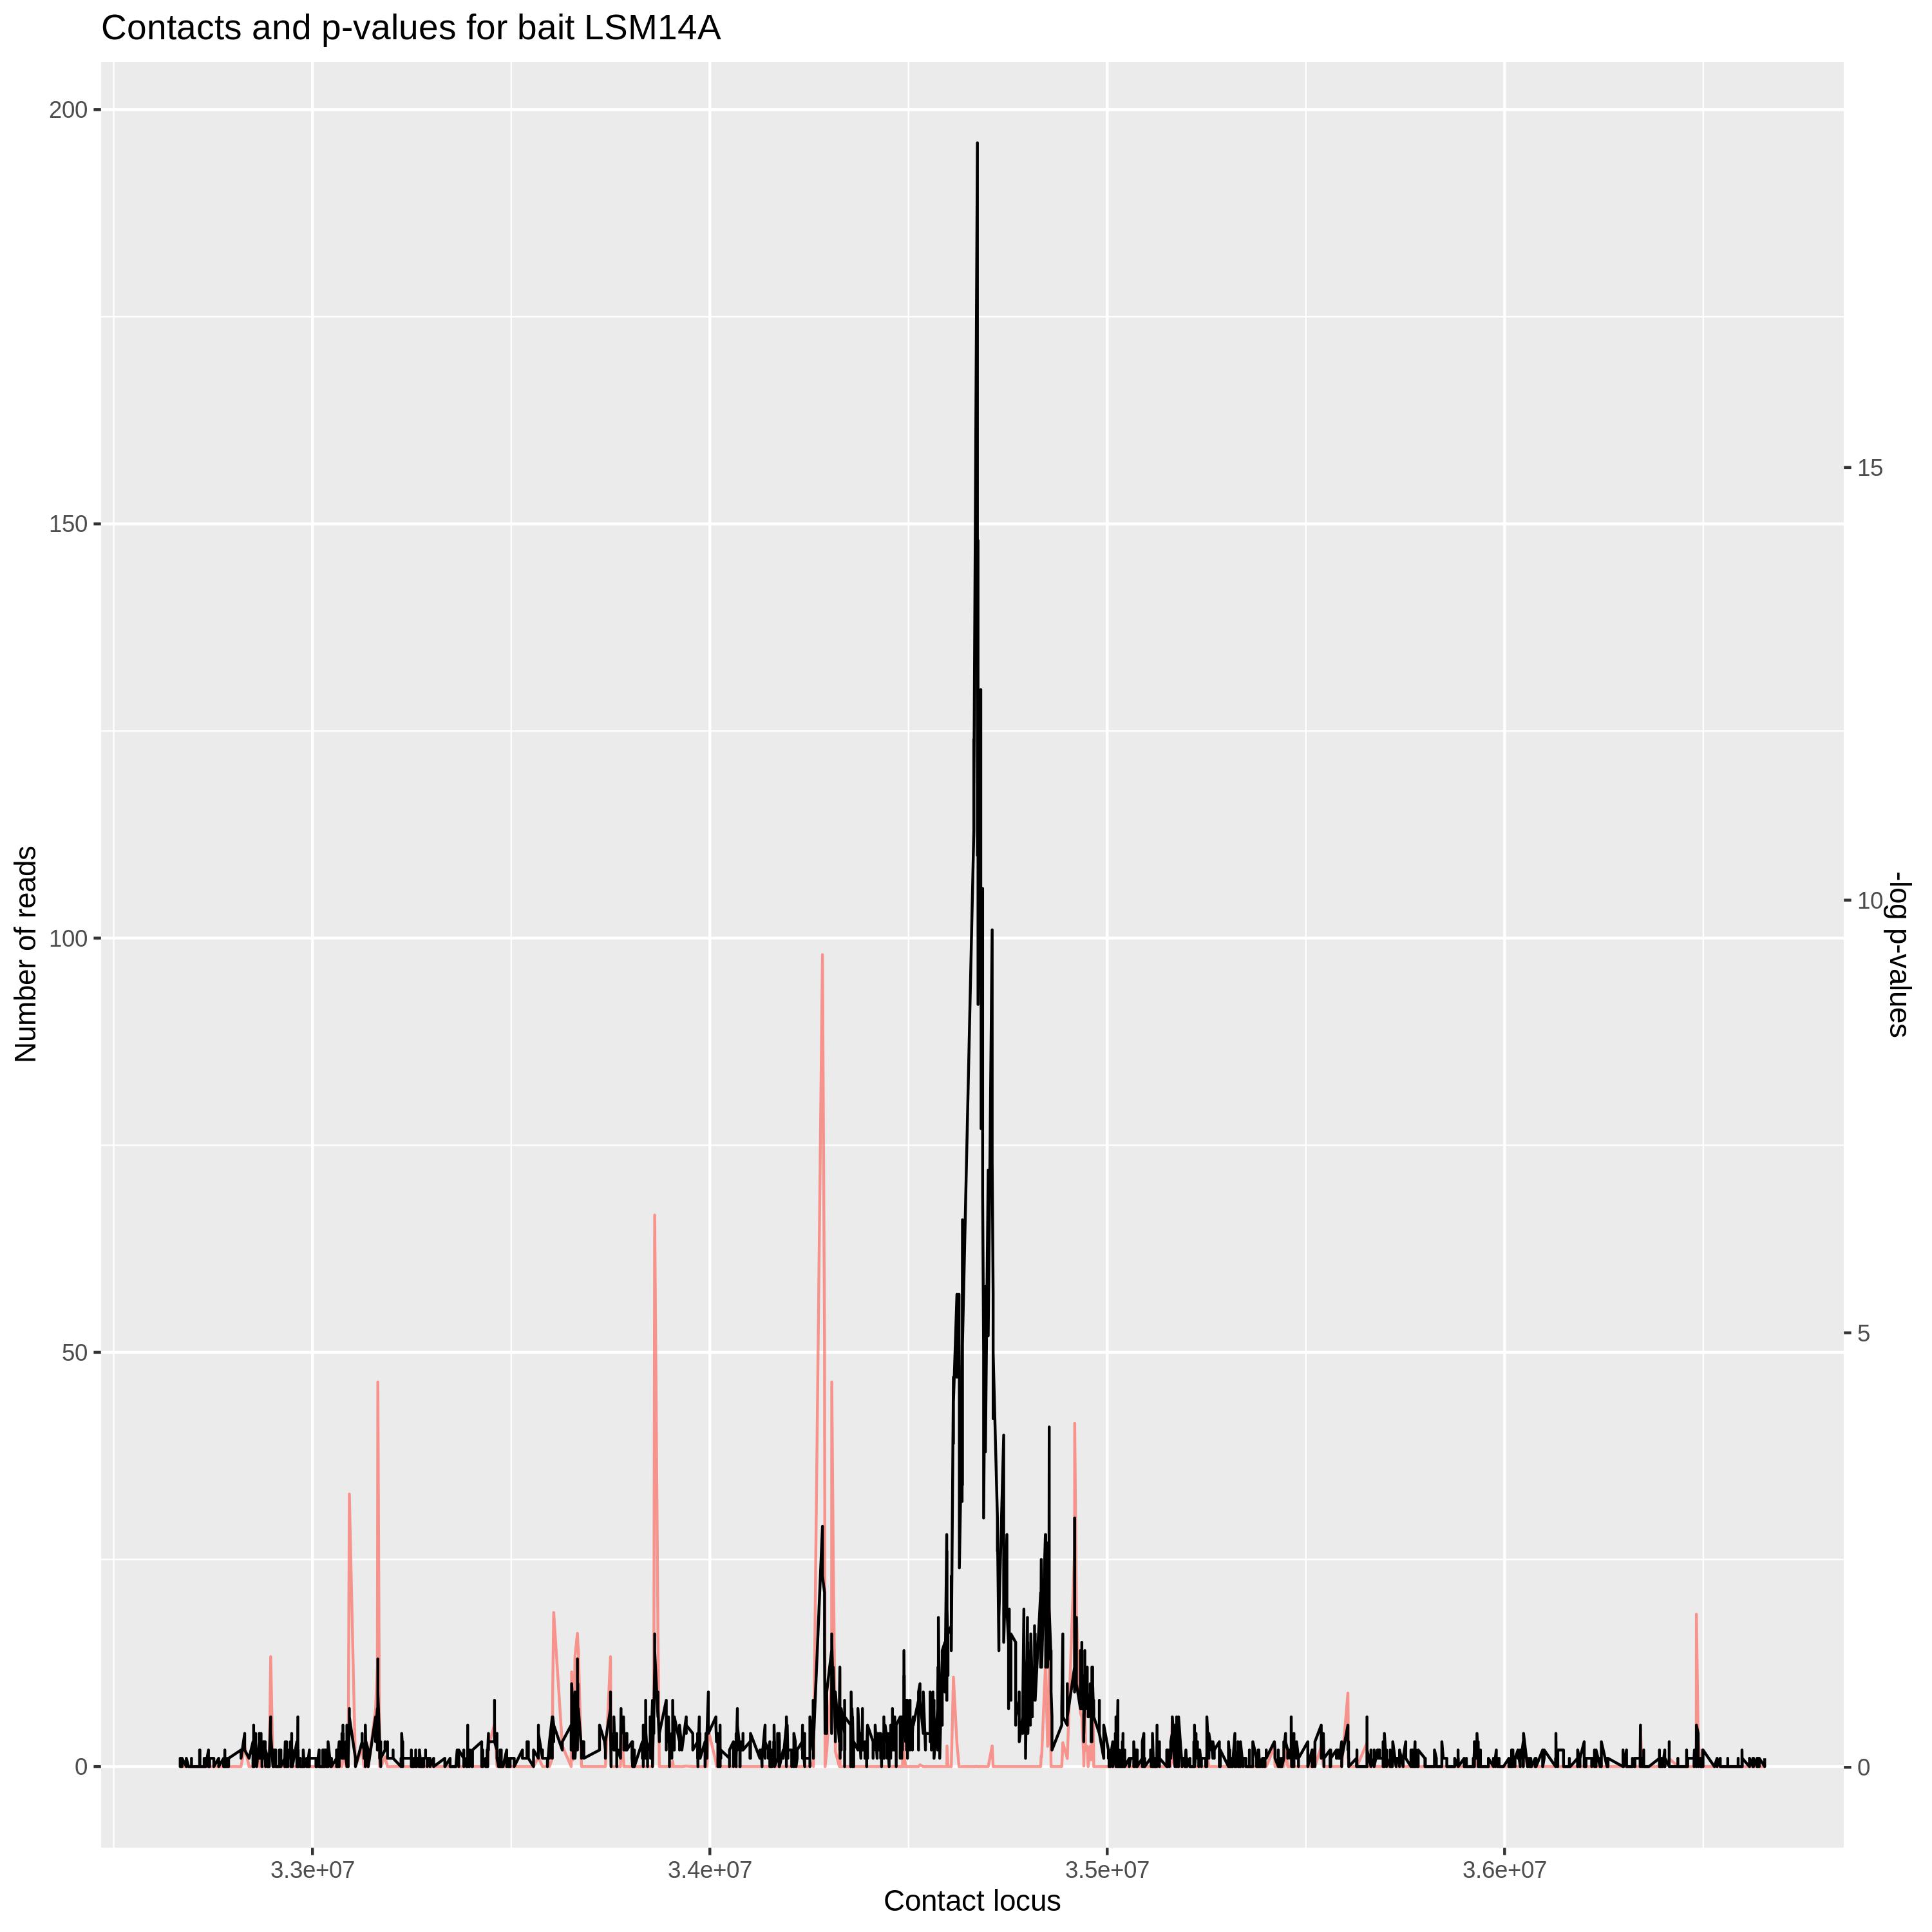 Contacts and p-values for bait LSM14A
200
150
100
50
0
Number of reads
15
10
5
0
-log p-values
3.3e+07
3.4e+07
3.5e+07
3.6e+07
Contact locus